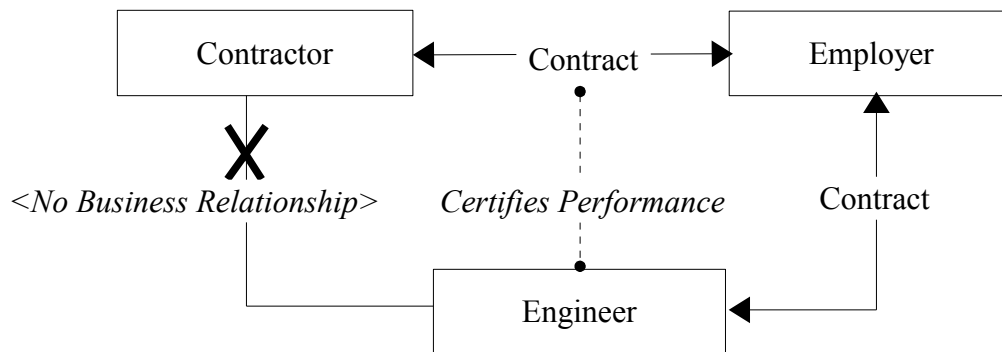 Contractor
Contract
Employer
<No Business Relationship>
Certifies Performance
Contract
Engineer